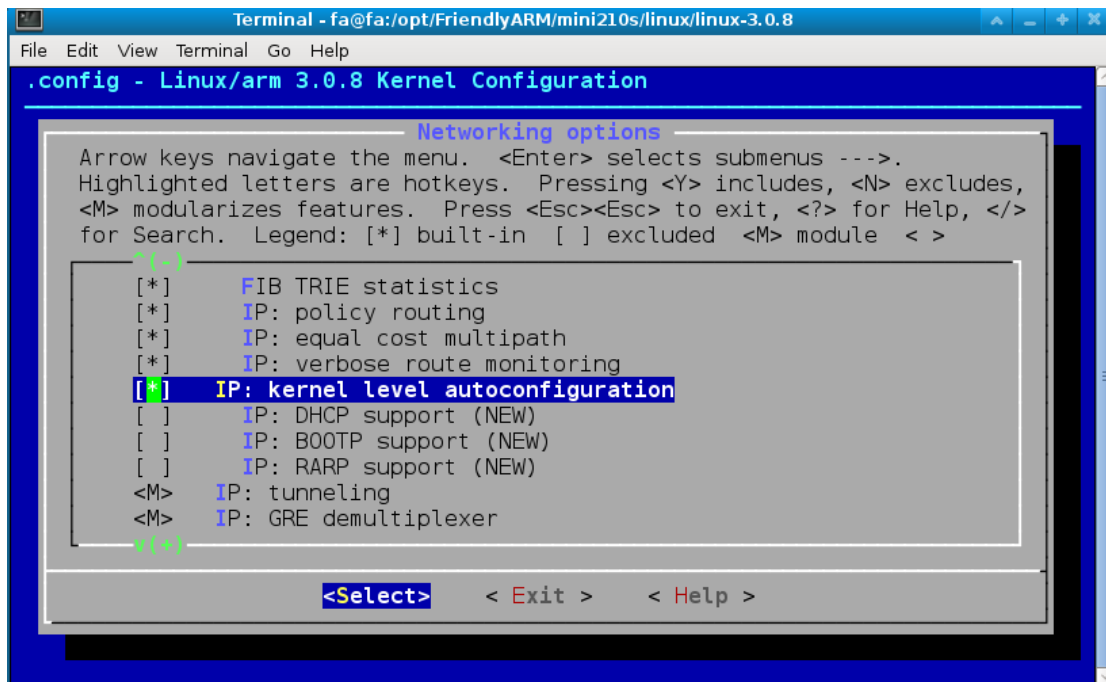 Terminal - fa@fa:/opt/FriendlyARM/mini210s/linux/linux-3.0.8
File Edit View Terminal Go Help
.config - Linux/arm 3.0.8 Kernel Configuration
Networking options
Arrow keys navigate the menu. <Enter> selects submenus --->.
Highlighted letters are hotkeys. Pressing <Y> includes, <N> excludes,
<M> modularizes features. Press <Esc><Esc> to exit, <?> for Help, </>
for Search. Legend: [*] built-in [ ] excluded <M> module < >
^(-)
[*] FIB TRIE statistics
[*] IP: policy routing
[*] IP: equal cost multipath
[*] IP: verbose route monitoring
[*] IP: kernel level autoconfiguration
[ ] IP: DHCP support (NEW)
[ ] IP: BOOTP support (NEW)
[ ] IP: RARP support (NEW)
<M> IP: tunneling
<M> IP: GRE demultiplexer
v(+)
<Select> < Exit > < Help >